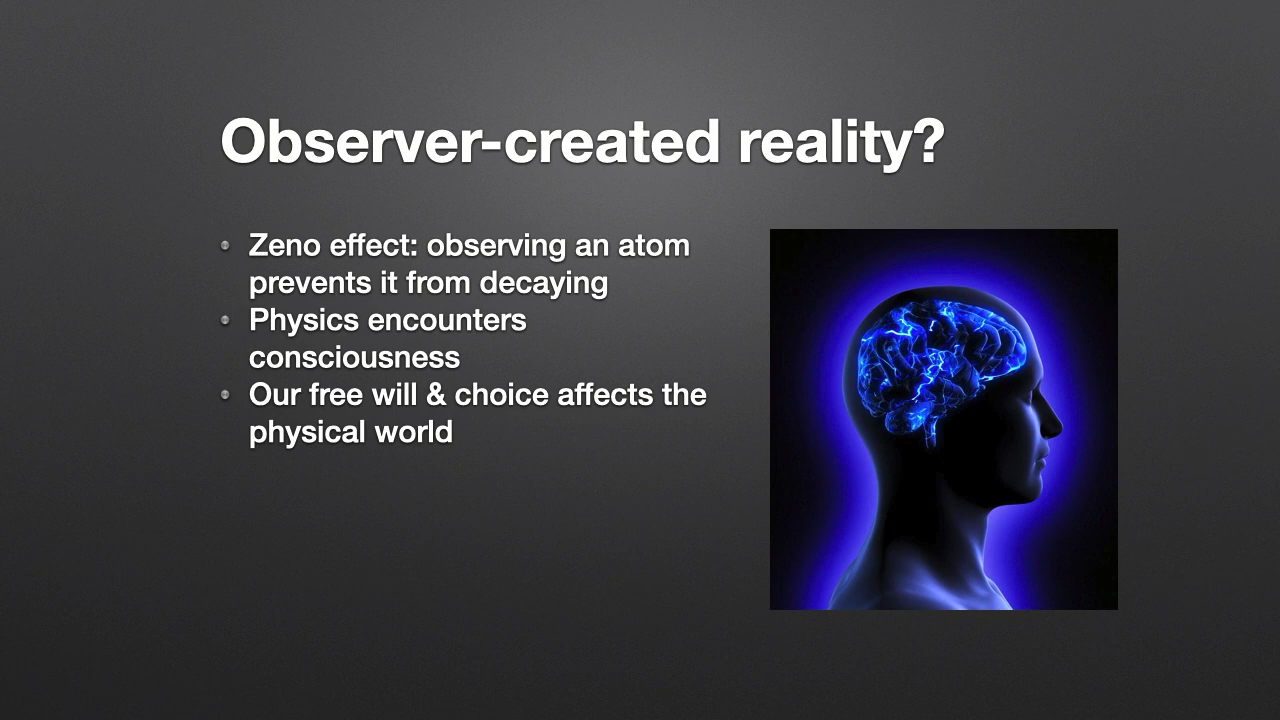 Observer-created reality?
• Zeno effect: observing an atom
prevents it from decaying
• Physics encounters
consciousness
• Our free will & choice affects the
physical world